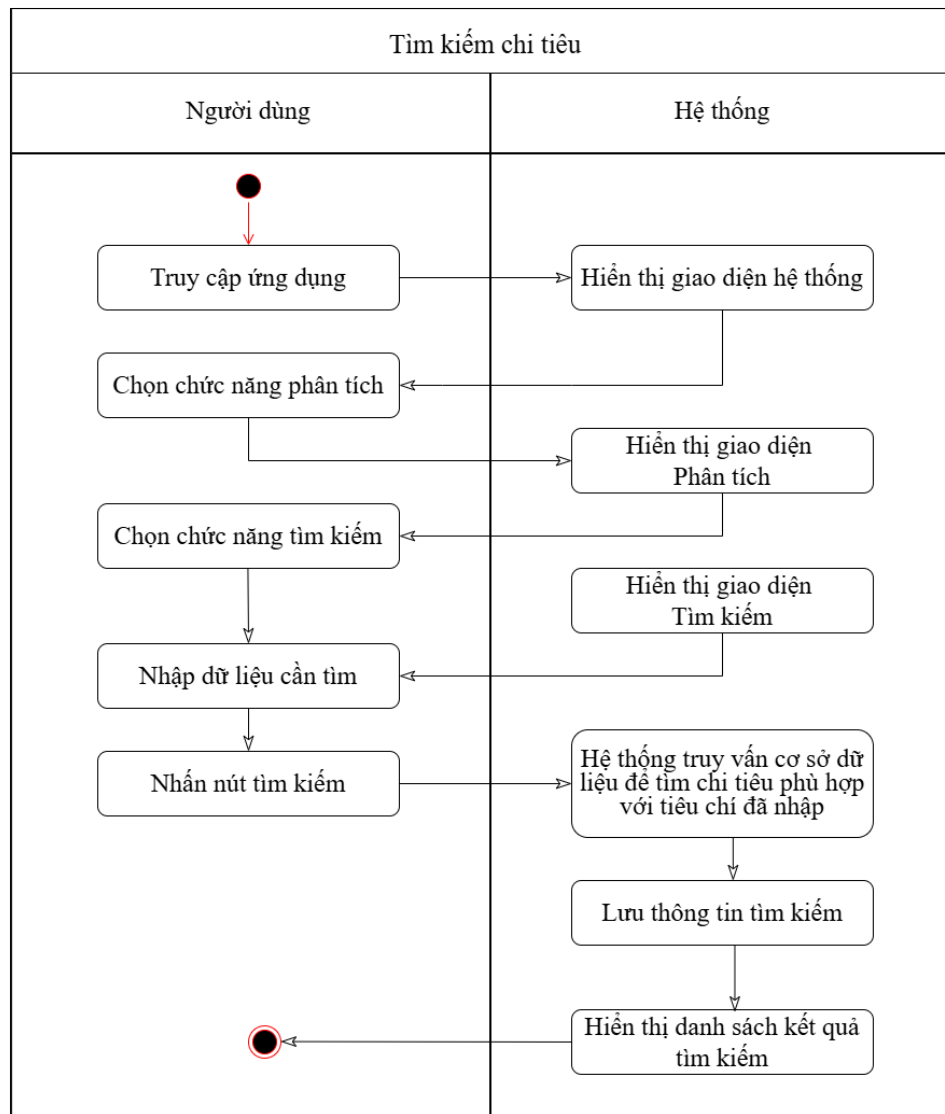 Tìm kiếm chi tiêu
Người dùng
Hệ thống
Truy cập ứng dụng
Hiển thị giao diện hệ thống
Chọn chức năng phân tích
Hiển thị giao diện
Phân tích
Chọn chức năng tìm kiếm
Hiển thị giao diện
Tìm kiếm
Nhập dữ liệu cần tìm
Nhấn nút tìm kiếm
Hệ thống truy vấn cơ sở dữ
liệu để tìm chi tiêu phù hợp
với tiêu chí đã nhập
Lưu thông tin tìm kiếm
Hiển thị danh sách kết quả
tìm kiếm